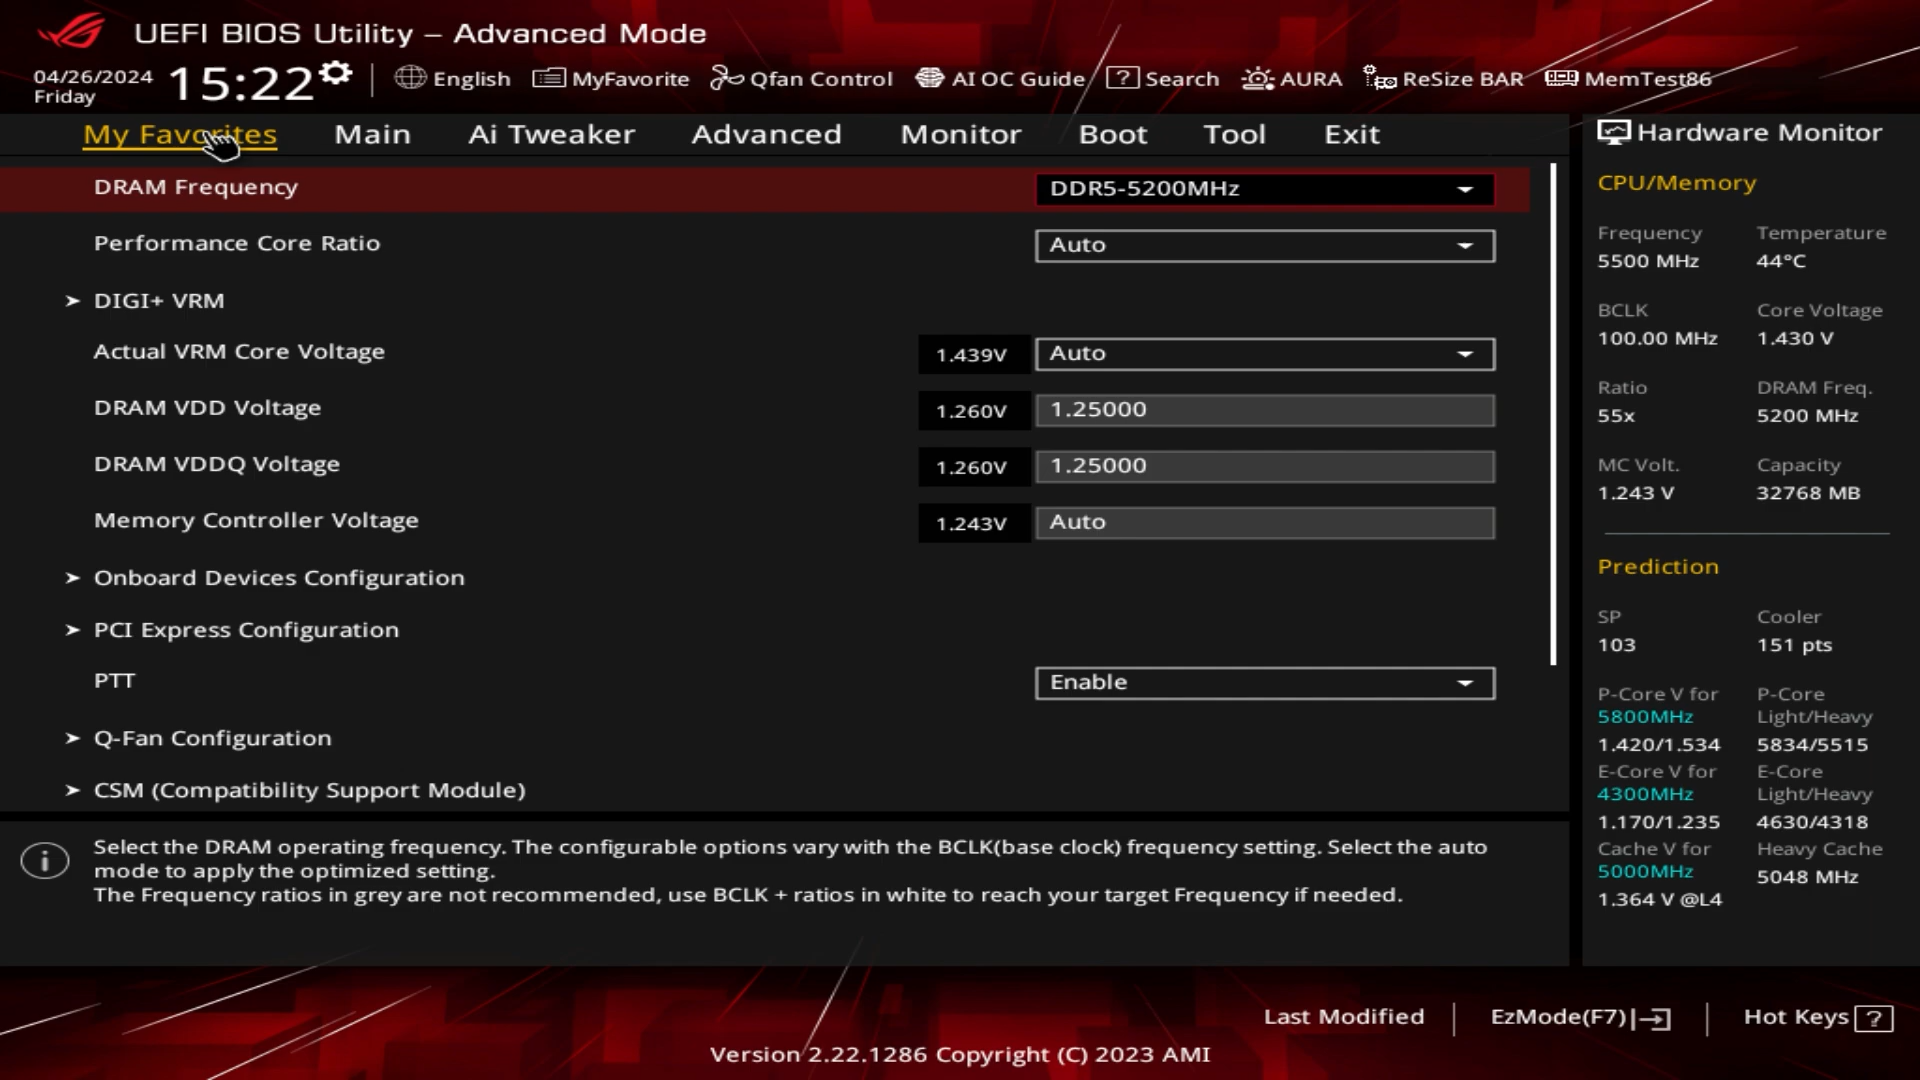 UEFI BIOS Utility – Advanced Mode
04/26/2024
Friday
15:22
English
MyFavorite
Qfan Control
AI OC Guide
? Search
AURA
ReSize BAR
MemTest86
My Favorites
Main
Ai Tweaker
Advanced
Monitor
Boot
Tool
Exit
DRAM Frequency
DDR5-5200MHz
Performance Core Ratio
Auto
DIGI+ VRM
Actual VRM Core Voltage
1.439V
Auto
DRAM VDD Voltage
1.260V
1.25000
DRAM VDDQ Voltage
1.260V
1.25000
Memory Controller Voltage
1.243V
Auto
Onboard Devices Configuration
PCI Express Configuration
PTT
Enable
Q-Fan Configuration
CSM (Compatibility Support Module)
Select the DRAM operating frequency. The configurable options vary with the BCLK(base clock) frequency setting. Select the auto
mode to apply the optimized setting.
The Frequency ratios in grey are not recommended, use BCLK + ratios in white to reach your target Frequency if needed.
Hardware Monitor
CPU/Memory
Frequency Temperature
5500 MHz 44°C
BCLK Core Voltage
100.00 MHz 1.430 V
Ratio DRAM Freq.
55x 5200 MHz
MC Volt. Capacity
1.243 V 32768 MB
Prediction
SP Cooler
103 151 pts
P-Core V for P-Core
5800MHz Light/Heavy
1.420/1.534 5834/5515
E-Core V for E-Core
4300MHz Light/Heavy
1.170/1.235 4630/4318
Cache V for Heavy Cache
5000MHz 5048 MHz
1.364 V @L4
Last Modified
EzMode(F7)
Hot Keys ?
Version 2.22.1286 Copyright (C) 2023 AMI